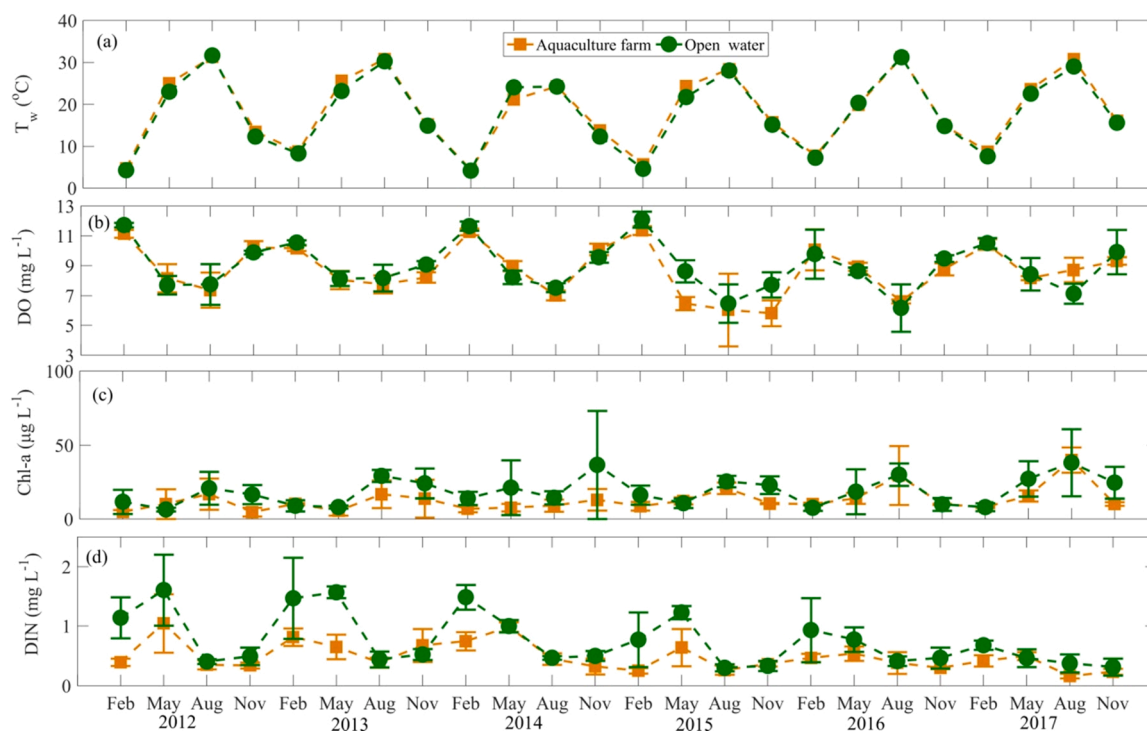 (a)
Aquaculture farm Open water
T_w (°C)
40
30
20
10
0
(b)
DO (mg L⁻¹)
13
11
9
7
5
3
(c)
Chl-a (μg L⁻¹)
100
50
0
(d)
DIN (mg L⁻¹)
2
1
0
Feb May Aug Nov Feb May Aug Nov Feb May Aug Nov Feb May Aug Nov Feb May Aug Nov Feb May Aug Nov
2012 2013 2014 2015 2016 2017